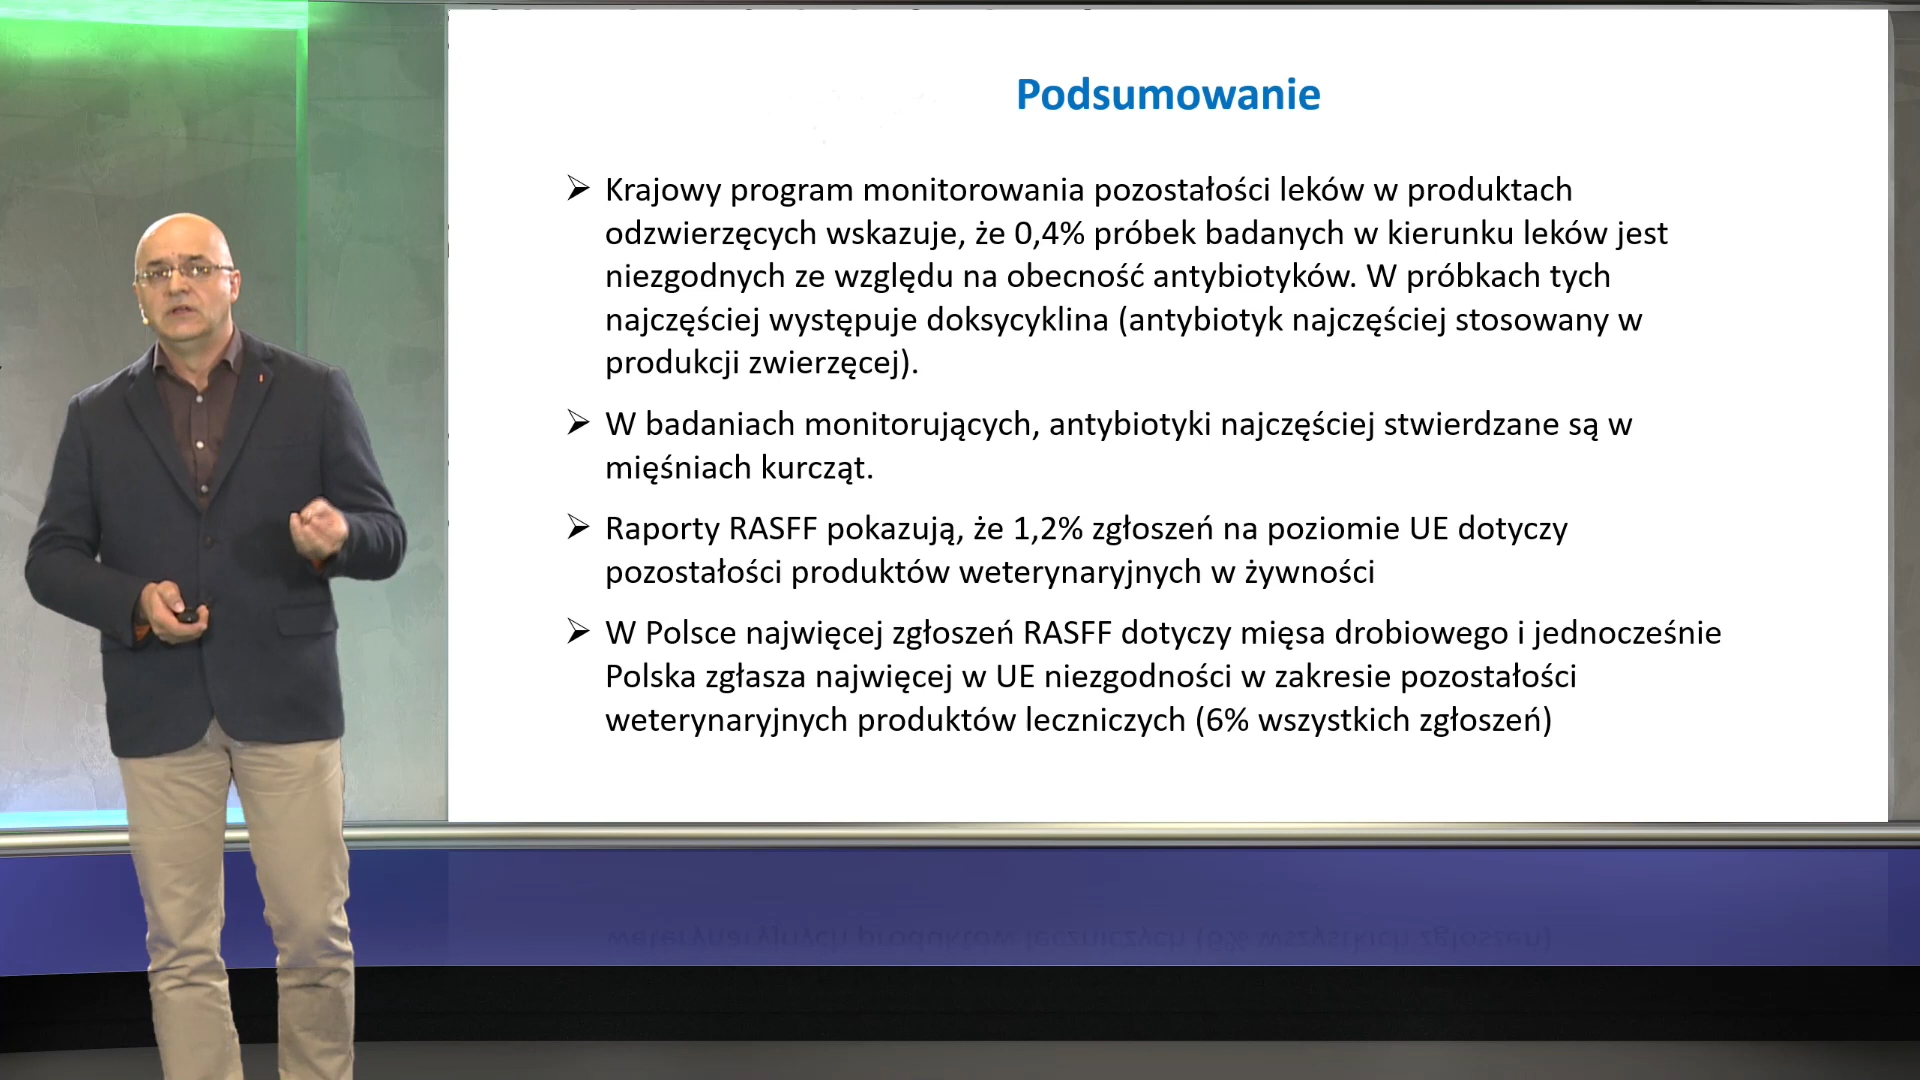 Podsumowanie
Krajowy program monitorowania pozostałości leków w produktach
odzwierzęcych wskazuje, że 0,4% próbek badanych w kierunku leków jest
niezgodnych ze względu na obecność antybiotyków. W próbkach tych
najczęściej występuje doksycyklina (antybiotyk najczęściej stosowany w
produkcji zwierzęcej).
W badaniach monitorujących, antybiotyki najczęściej stwierdzane są w
mięśniach kurcząt.
Raporty RASFF pokazują, że 1,2% zgłoszeń na poziomie UE dotyczy
pozostałości produktów weterynaryjnych w żywności
W Polsce najwięcej zgłoszeń RASFF dotyczy mięsa drobiowego i jednocześnie
Polska zgłasza najwięcej w UE niezgodności w zakresie pozostałości
weterynaryjnych produktów leczniczych (6% wszystkich zgłoszeń)